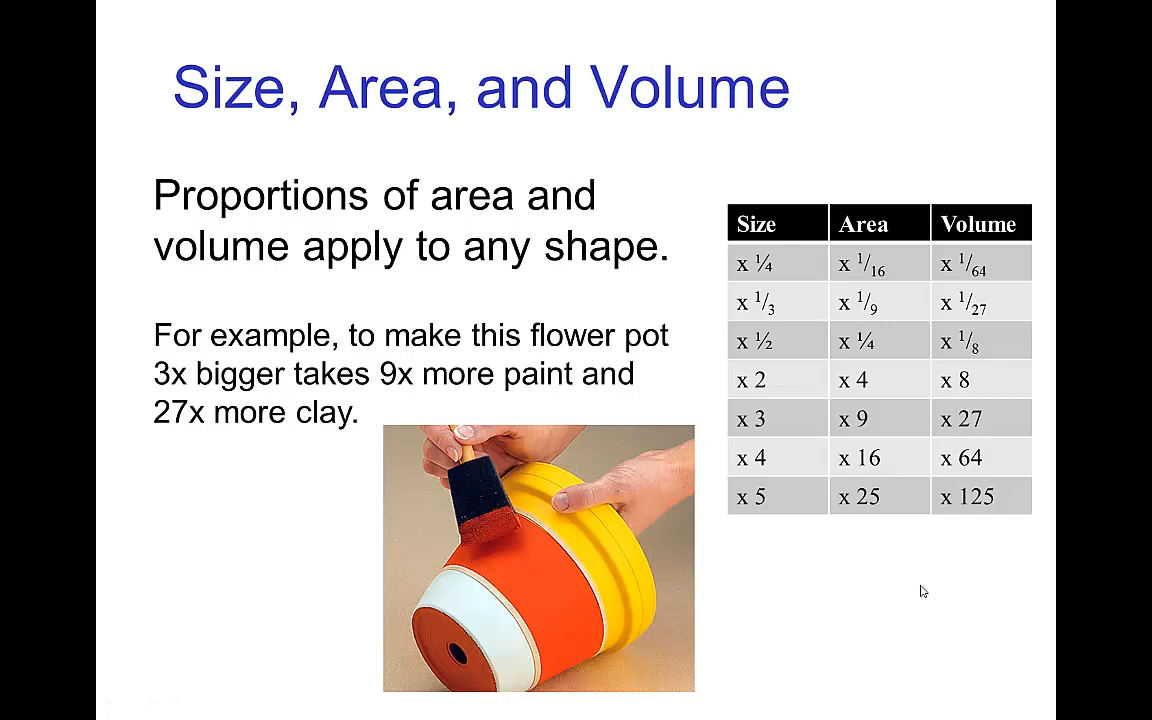 Size, Area, and Volume
Proportions of area and
volume apply to any shape.
For example, to make this flower pot
3x bigger takes 9x more paint and
27x more clay.
Size Area Volume
x ¼ x 1/16 x 1/64
x 1/3 x 1/9 x 1/27
x ½ x ¼ x 1/8
x 2 x 4 x 8
x 3 x 9 x 27
x 4 x 16 x 64
x 5 x 25 x 125